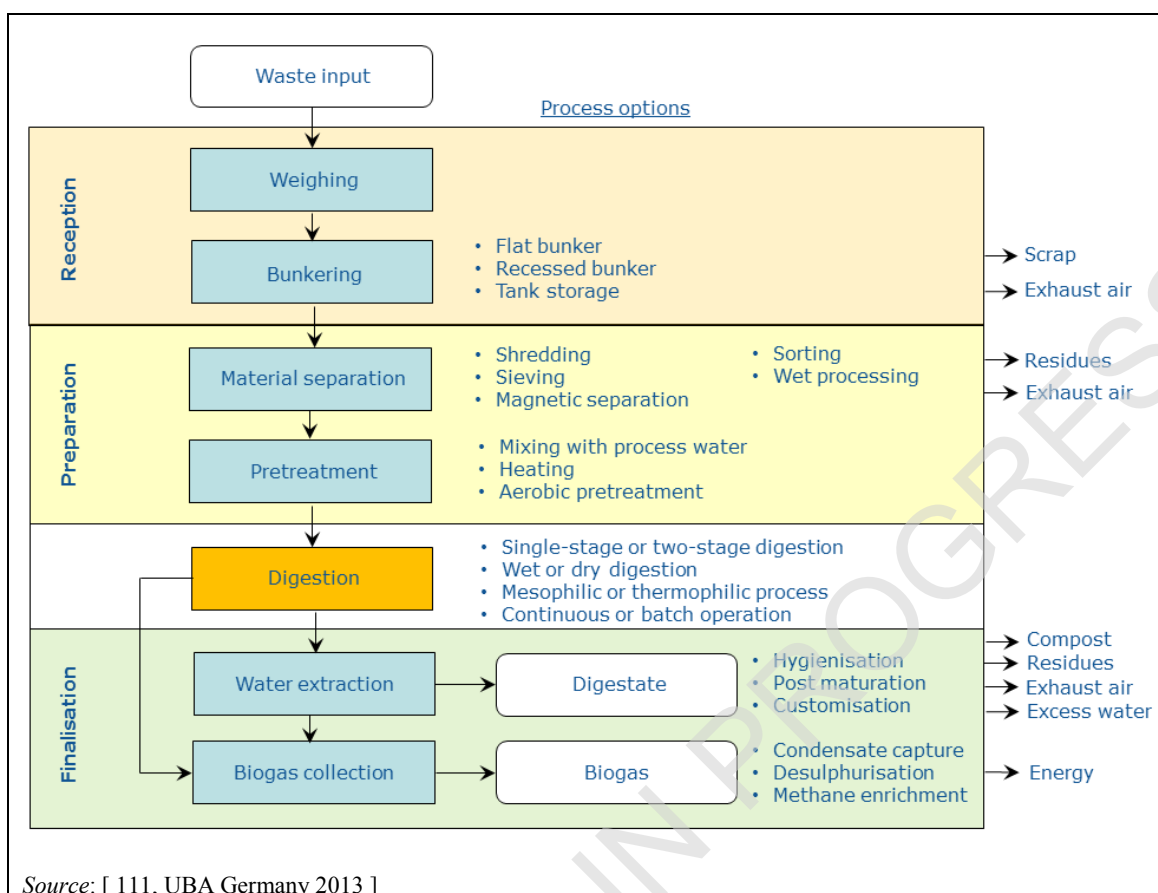 Waste input
Process options
Reception
Weighing
Bunkering
• Flat bunker
• Recessed bunker
• Tank storage
Scrap
Exhaust air
Preparation
Material separation
• Shredding
• Sieving
• Magnetic separation
• Sorting
• Wet processing
Residues
Exhaust air
Pretreatment
• Mixing with process water
• Heating
• Aerobic pretreatment
Digestion
• Single-stage or two-stage digestion
• Wet or dry digestion
• Mesophilic or thermophilic process
• Continuous or batch operation
Finalisation
Water extraction
Digestate
• Hygienisation
• Post maturation
• Customisation
Compost
Residues
Exhaust air
Excess water
Biogas collection
Biogas
• Condensate capture
• Desulphurisation
• Methane enrichment
Energy
Source: [ 111, UBA Germany 2013 ]
IN PROGRESS